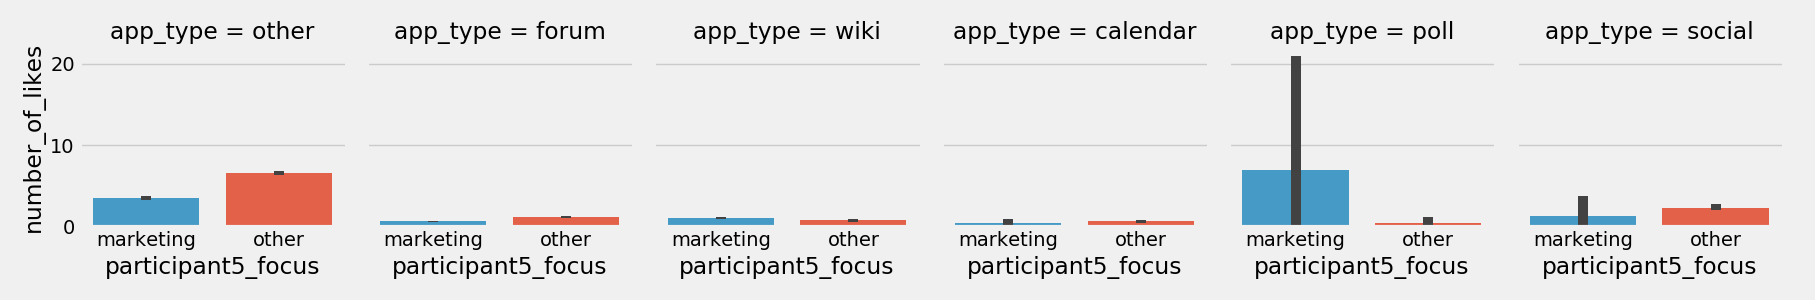 app_type = other
app_type = forum
app_type = wiki
app_type = calendar
app_type = poll
app_type = social
number_of_likes
20
10
0
marketing other
marketing other
marketing other
marketing other
marketing other
marketing other
participant5_focus
participant5_focus
participant5_focus
participant5_focus
participant5_focus
participant5_focus